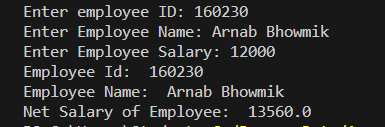 Enter employee ID: 160230
Enter Employee Name: Arnab Bhowmik
Enter Employee Salary: 12000
Employee Id:  160230
Employee Name:  Arnab Bhowmik
Net Salary of Employee:  13560.0